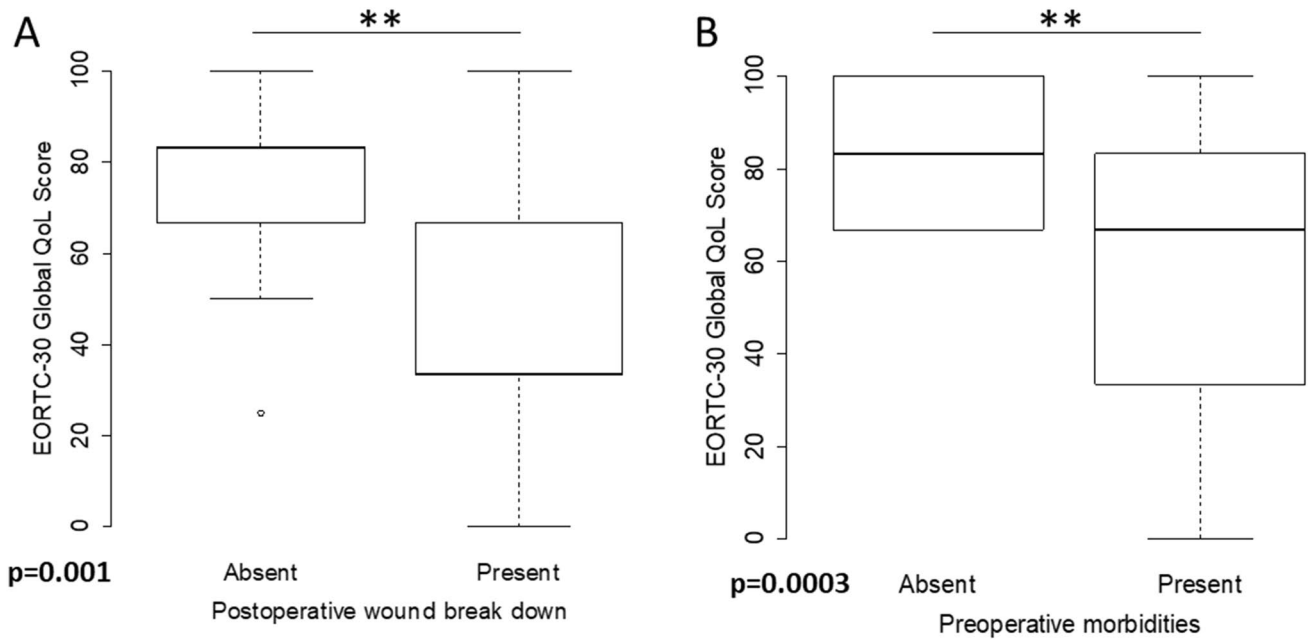 A
**
EORTC-30 Global QoL Score
100
80
60
40
20
0
p=0.001
Absent
Present
Postoperative wound break down
B
**
EORTC-30 Global QoL Score
100
80
60
40
20
0
p=0.0003
Absent
Present
Preoperative morbidities